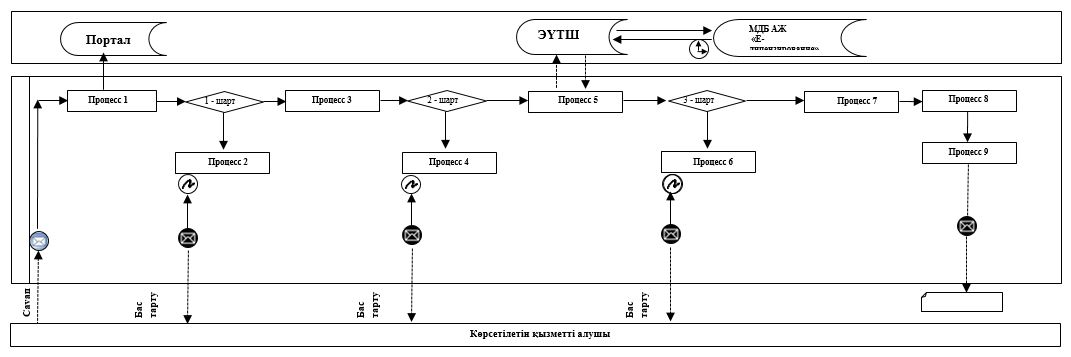 Портал
ЭҮТШ
МДБ АЖ
«Е-
лицензирование»
Процесс 1
1 - шарт
Процесс 3
2 - шарт
Процесс 5
3 - шарт
Процесс 7
Процесс 8
Процесс 2
Процесс 4
Процесс 6
Процесс 9
Бас
тарту
Бас
тарту
Бас
тарту
Көрсетілетін қызметті алушы